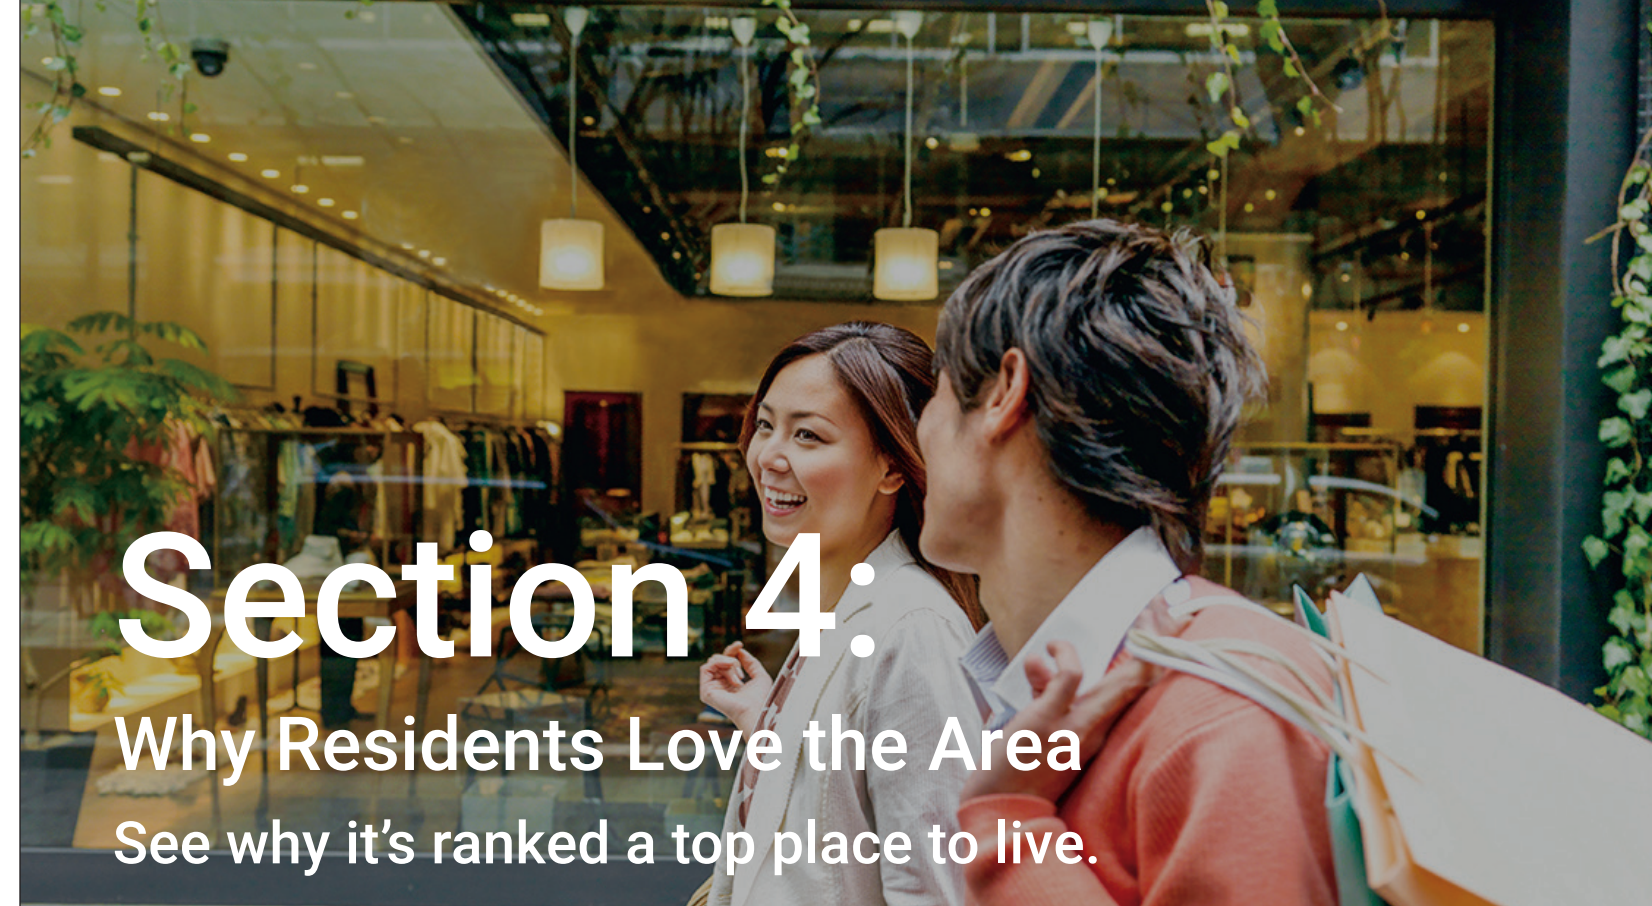 Section 4:
Why Residents Love the Area
See why it’s ranked a top place to live.